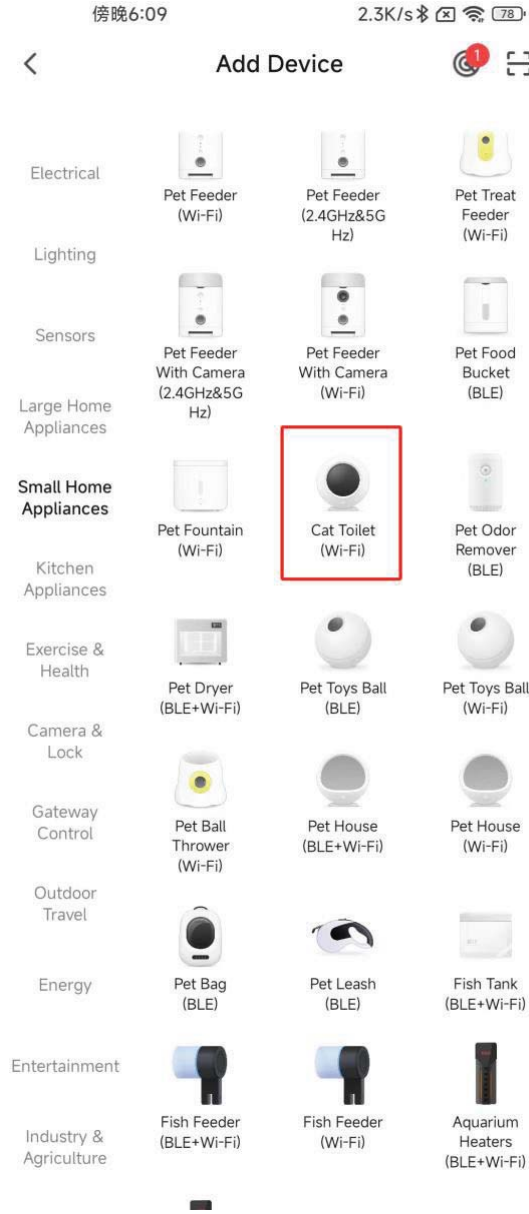 傍晚6:09
2.3K/s
78
Add Device
1
Electrical
Lighting
Sensors
Large Home
Appliances
Small Home
Appliances
Kitchen
Appliances
Exercise &
Health
Camera &
Lock
Gateway
Control
Outdoor
Travel
Energy
Entertainment
Industry &
Agriculture
Pet Feeder
(Wi-Fi)
Pet Feeder
(2.4GHz&5G
Hz)
Pet Treat
Feeder
(Wi-Fi)
Pet Feeder
With Camera
(2.4GHz&5G
Hz)
Pet Feeder
With Camera
(Wi-Fi)
Pet Food
Bucket
(BLE)
Pet Fountain
(Wi-Fi)
Cat Toilet
(Wi-Fi)
Pet Odor
Remover
(BLE)
Pet Dryer
(BLE+Wi-Fi)
Pet Toys Ball
(BLE)
Pet Toys Ball
(Wi-Fi)
Pet Ball
Thrower
(Wi-Fi)
Pet House
(BLE+Wi-Fi)
Pet House
(Wi-Fi)
Pet Bag
(BLE)
Pet Leash
(BLE)
Fish Tank
(BLE+Wi-Fi)
Fish Feeder
(BLE+Wi-Fi)
Fish Feeder
(Wi-Fi)
Aquarium
Heaters
(BLE+Wi-Fi)